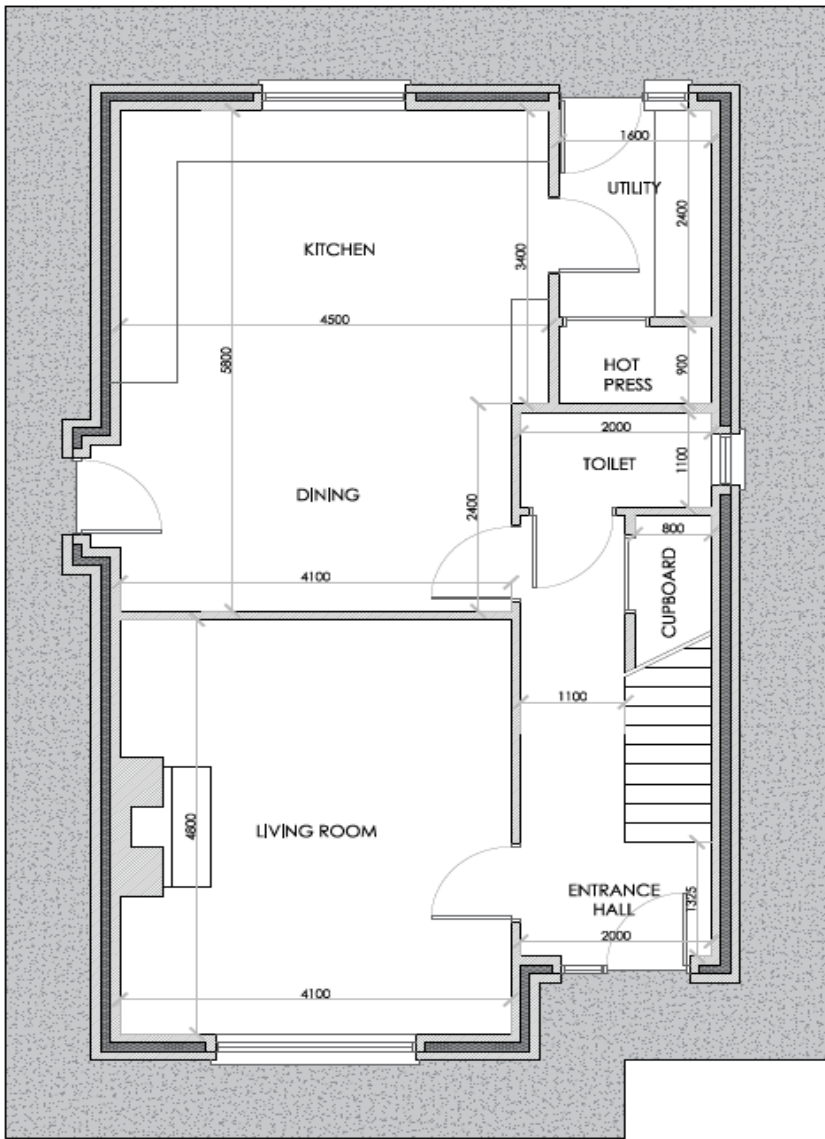 1600
UTILITY
2400
KITCHEN
3400
4500
5800
HOT
PRESS
900
2000
TOILET
1100
DINING
2400
800
4100
CUPBOARD
1100
LIVING ROOM
4800
ENTRANCE
HALL
1325
2000
4100